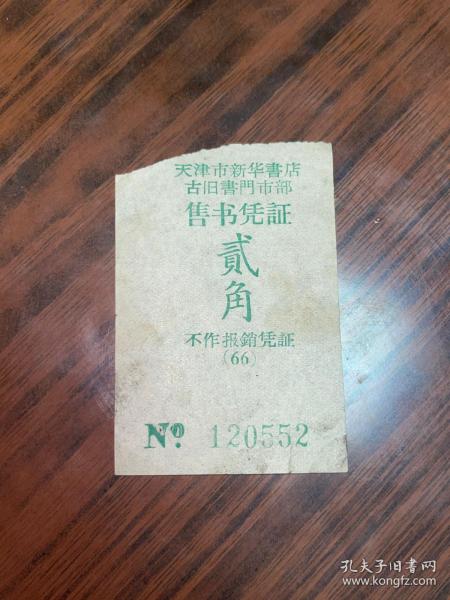 天津市新华書店
古旧書門市部
售书凭証
貳角
不作报銷凭証
(66)
Nº 120552
孔夫子旧书网
www.kongfz.com